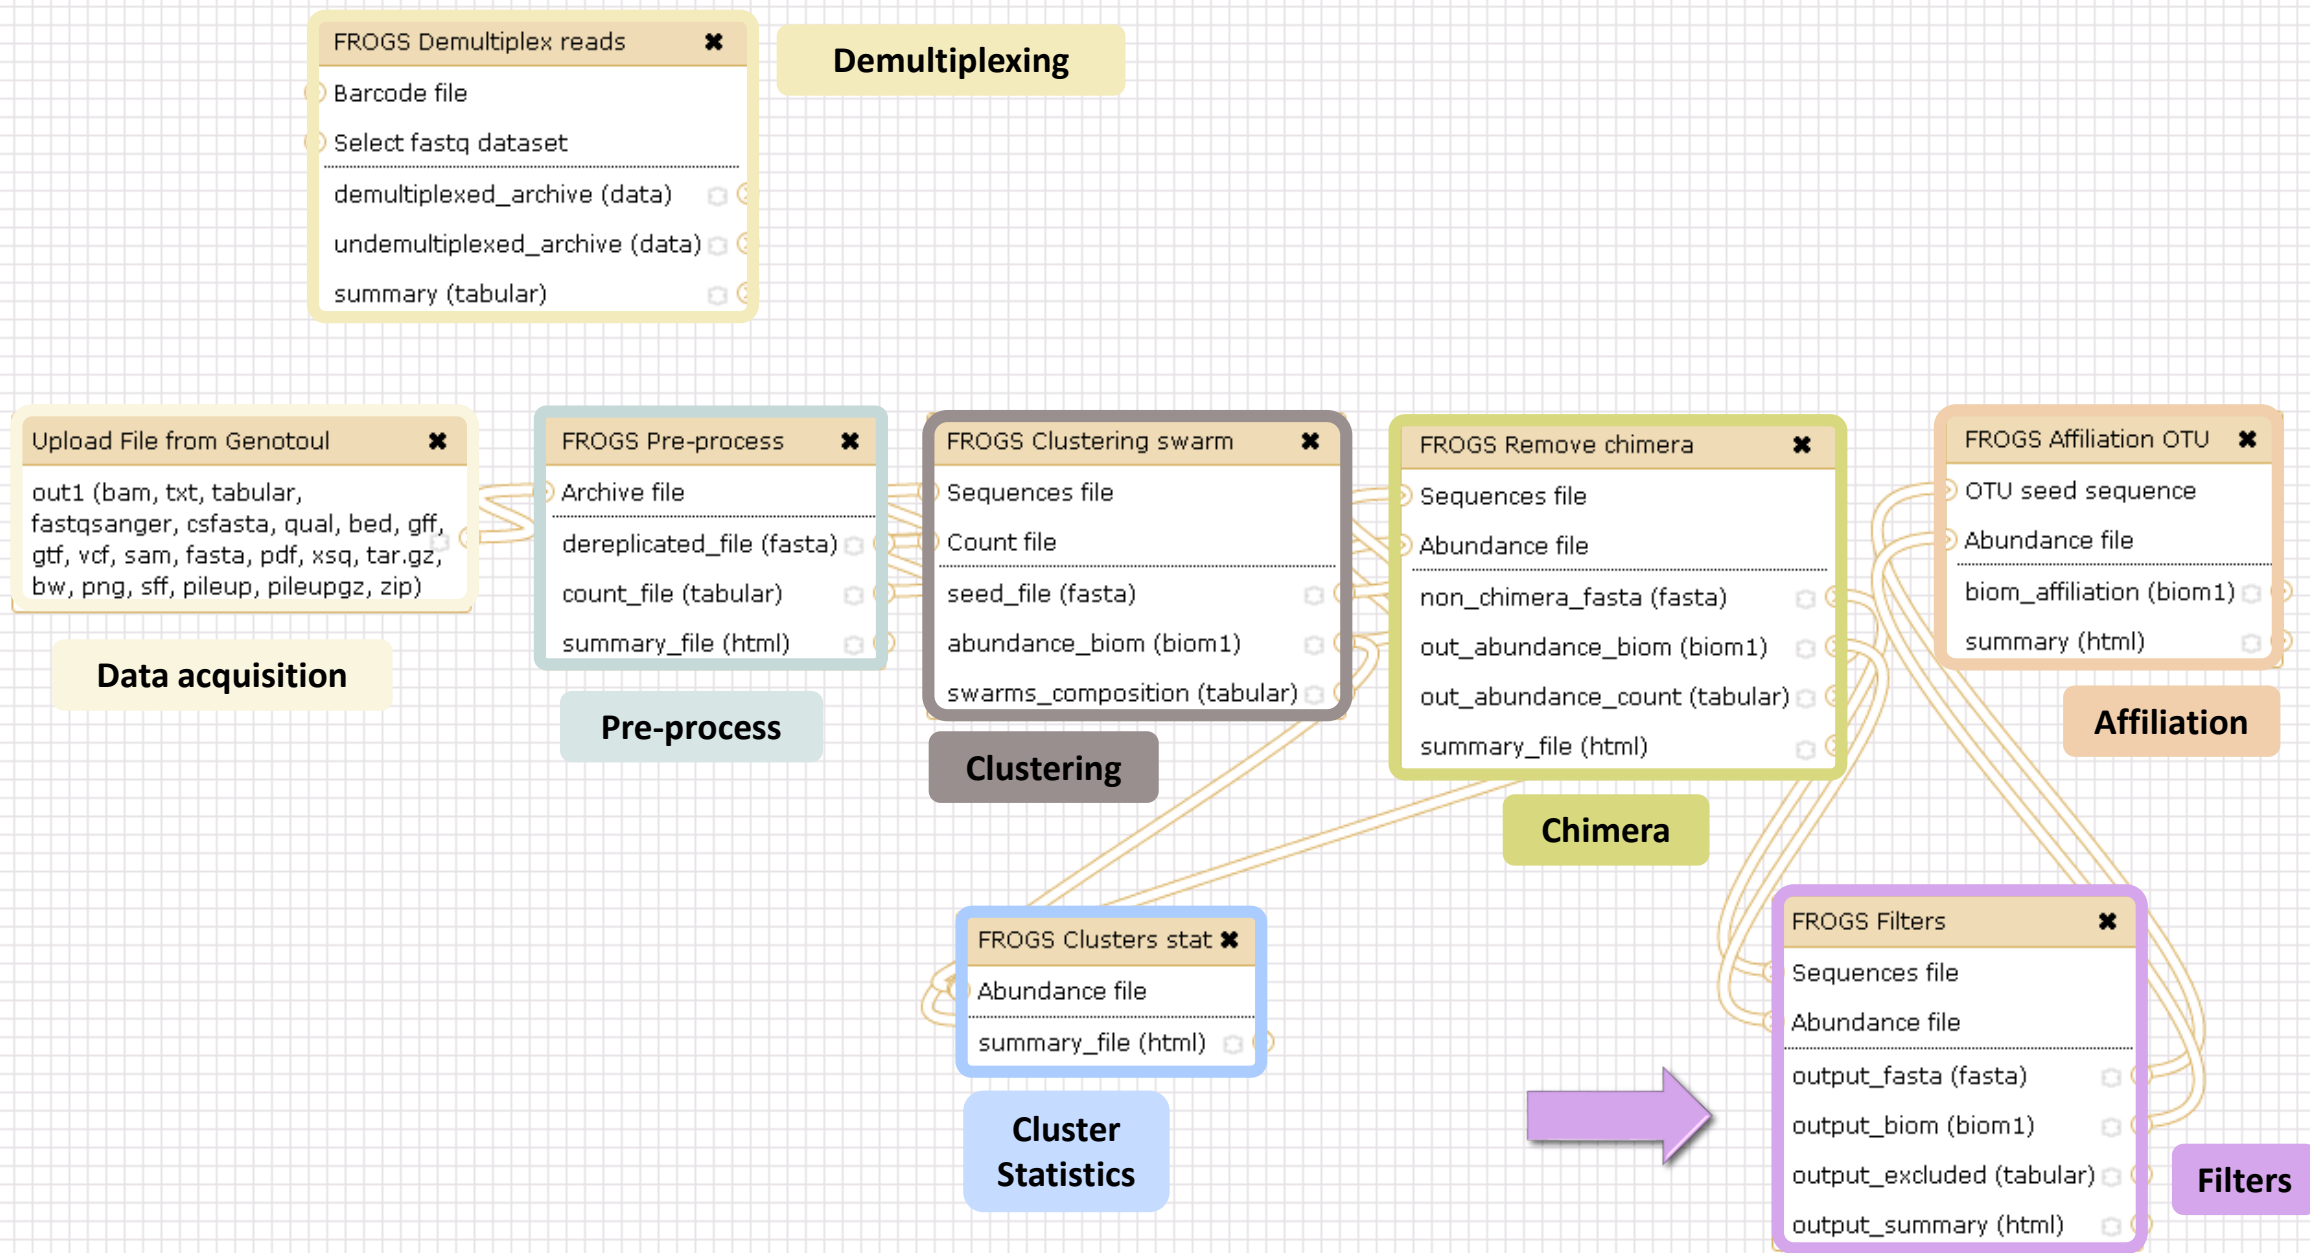 FROGS Demultiplex reads
Barcode file
Select fastq dataset
demultiplexed_archive (data)
undemultiplexed_archive (data)
summary (tabular)
Demultiplexing
Upload File from Genotoul
out1 (bam, txt, tabular,
fastqsanger, csfasta, qual, bed, gff,
gtf, vcf, sam, fasta, pdf, xsq, tar.gz,
bw, png, sff, pileup, pileupgz, zip)
Data acquisition
FROGS Pre-process
Archive file
dereplicated_file (fasta)
count_file (tabular)
summary_file (html)
Pre-process
FROGS Clustering swarm
Sequences file
Count file
seed_file (fasta)
abundance_biom (biom1)
swarms_composition (tabular)
Clustering
FROGS Remove chimera
Sequences file
Abundance file
non_chimera_fasta (fasta)
out_abundance_biom (biom1)
out_abundance_count (tabular)
summary_file (html)
Chimera
FROGS Affiliation OTU
OTU seed sequence
Abundance file
biom_affiliation (biom1)
summary (html)
Affiliation
FROGS Clusters stat
Abundance file
summary_file (html)
Cluster
Statistics
FROGS Filters
Sequences file
Abundance file
output_fasta (fasta)
output_biom (biom1)
output_excluded (tabular)
output_summary (html)
Filters